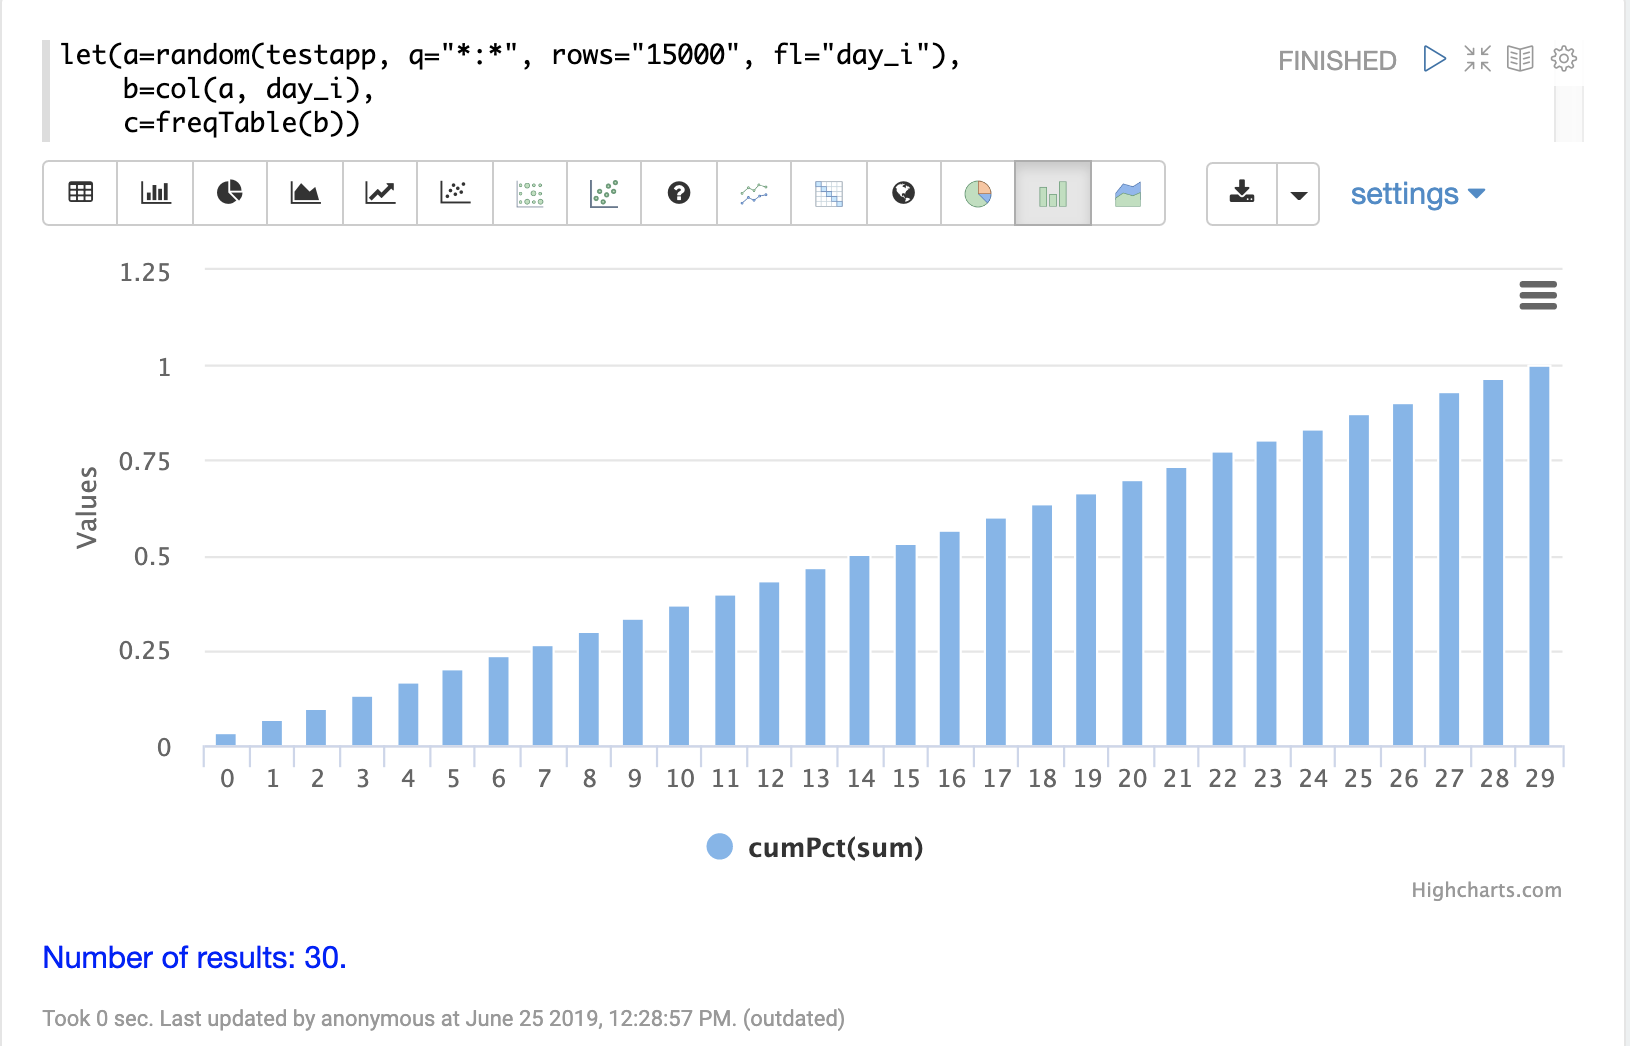 let(a=random(testapp, q="*:*", rows="15000", fl="day_i"),
b=col(a, day_i),
c=freqTable(b))
FINISHED
settings
1.25
1
0.75
0.5
0.25
0
Values
0 1 2 3 4 5 6 7 8 9 10 11 12 13 14 15 16 17 18 19 20 21 22 23 24 25 26 27 28 29
cumPct(sum)
Highcharts.com
Number of results: 30.
Took 0 sec. Last updated by anonymous at June 25 2019, 12:28:57 PM. (outdated)